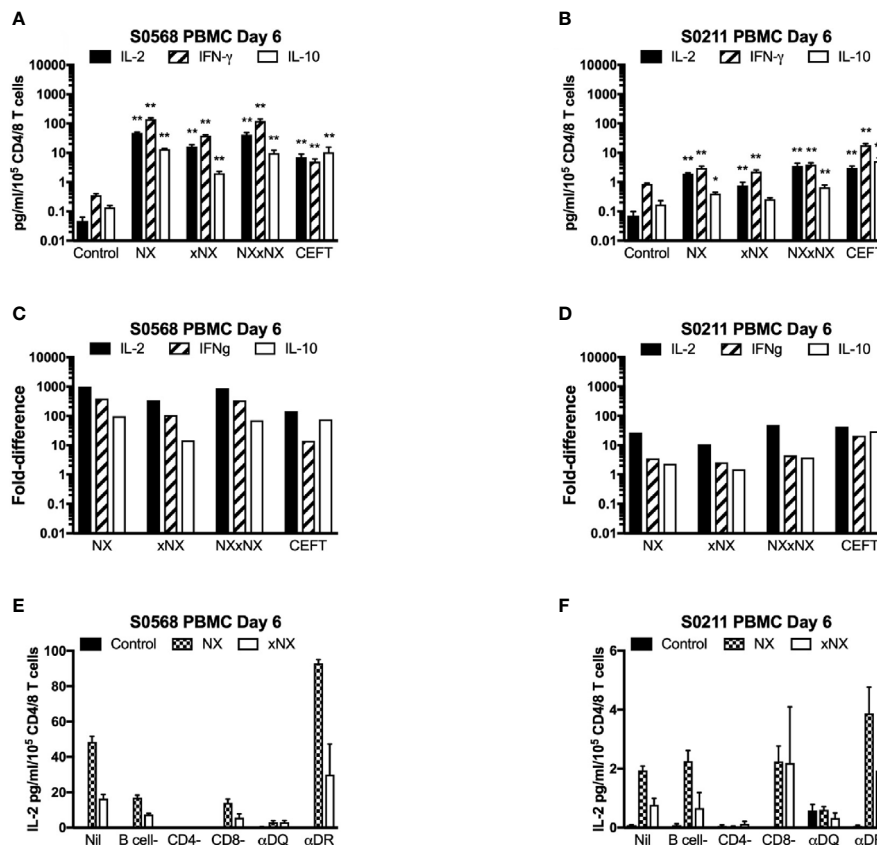 A
S0568 PBMC Day 6
IL-2 IFN-γ IL-10
pg/ml/10⁵ CD4/8 T cells
10000
1000
100
10
1
0.1
0.01
** ** ** ** ** ** ** ** ** ** ** **
Control NX xNX NXxNX CEFT
B
S0211 PBMC Day 6
IL-2 IFN-γ IL-10
pg/ml/10⁵ CD4/8 T cells
10000
1000
100
10
1
0.1
0.01
** ** * ** ** ** ** ** ** **
Control NX xNX NXxNX CEFT
C
S0568 PBMC Day 6
IL-2 IFNg IL-10
Fold-difference
10000
1000
100
10
1
0.1
0.01
NX xNX NXxNX CEFT
D
S0211 PBMC Day 6
IL-2 IFNg IL-10
Fold-difference
10000
1000
100
10
1
0.1
0.01
NX xNX NXxNX CEFT
E
S0568 PBMC Day 6
Control NX xNX
IL-2 pg/ml/10⁵ CD4/8 T cells
100
80
60
40
20
0
Nil B cell- CD4- CD8- αDQ αDR
F
S0211 PBMC Day 6
Control NX xNX
IL-2 pg/ml/10⁵ CD4/8 T cells
6
4
2
0
Nil B cell- CD4- CD8- αDQ